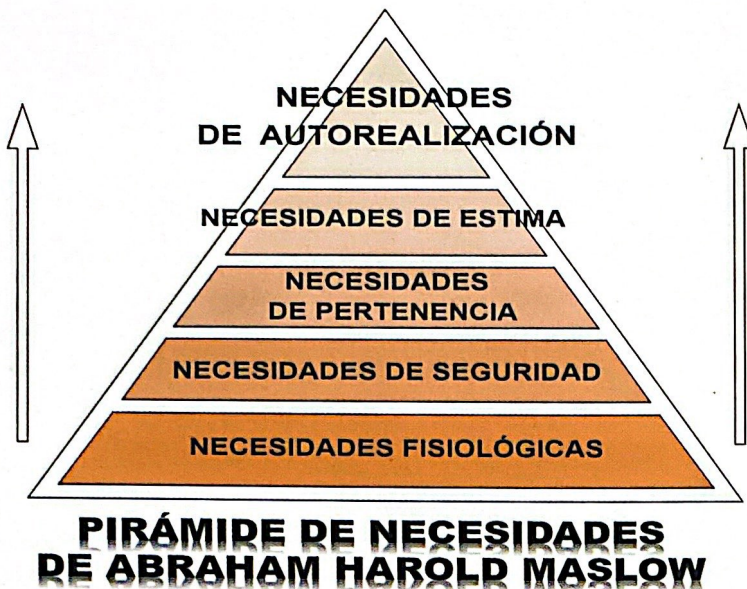 NECESIDADES
DE AUTOREALIZACIÓN
NECESIDADES DE ESTIMA
NECESIDADES
DE PERTENENCIA
NECESIDADES DE SEGURIDAD
NECESIDADES FISIOLÓGICAS
PIRÁMIDE DE NECESIDADES
DE ABRAHAM HAROLD MASLOW